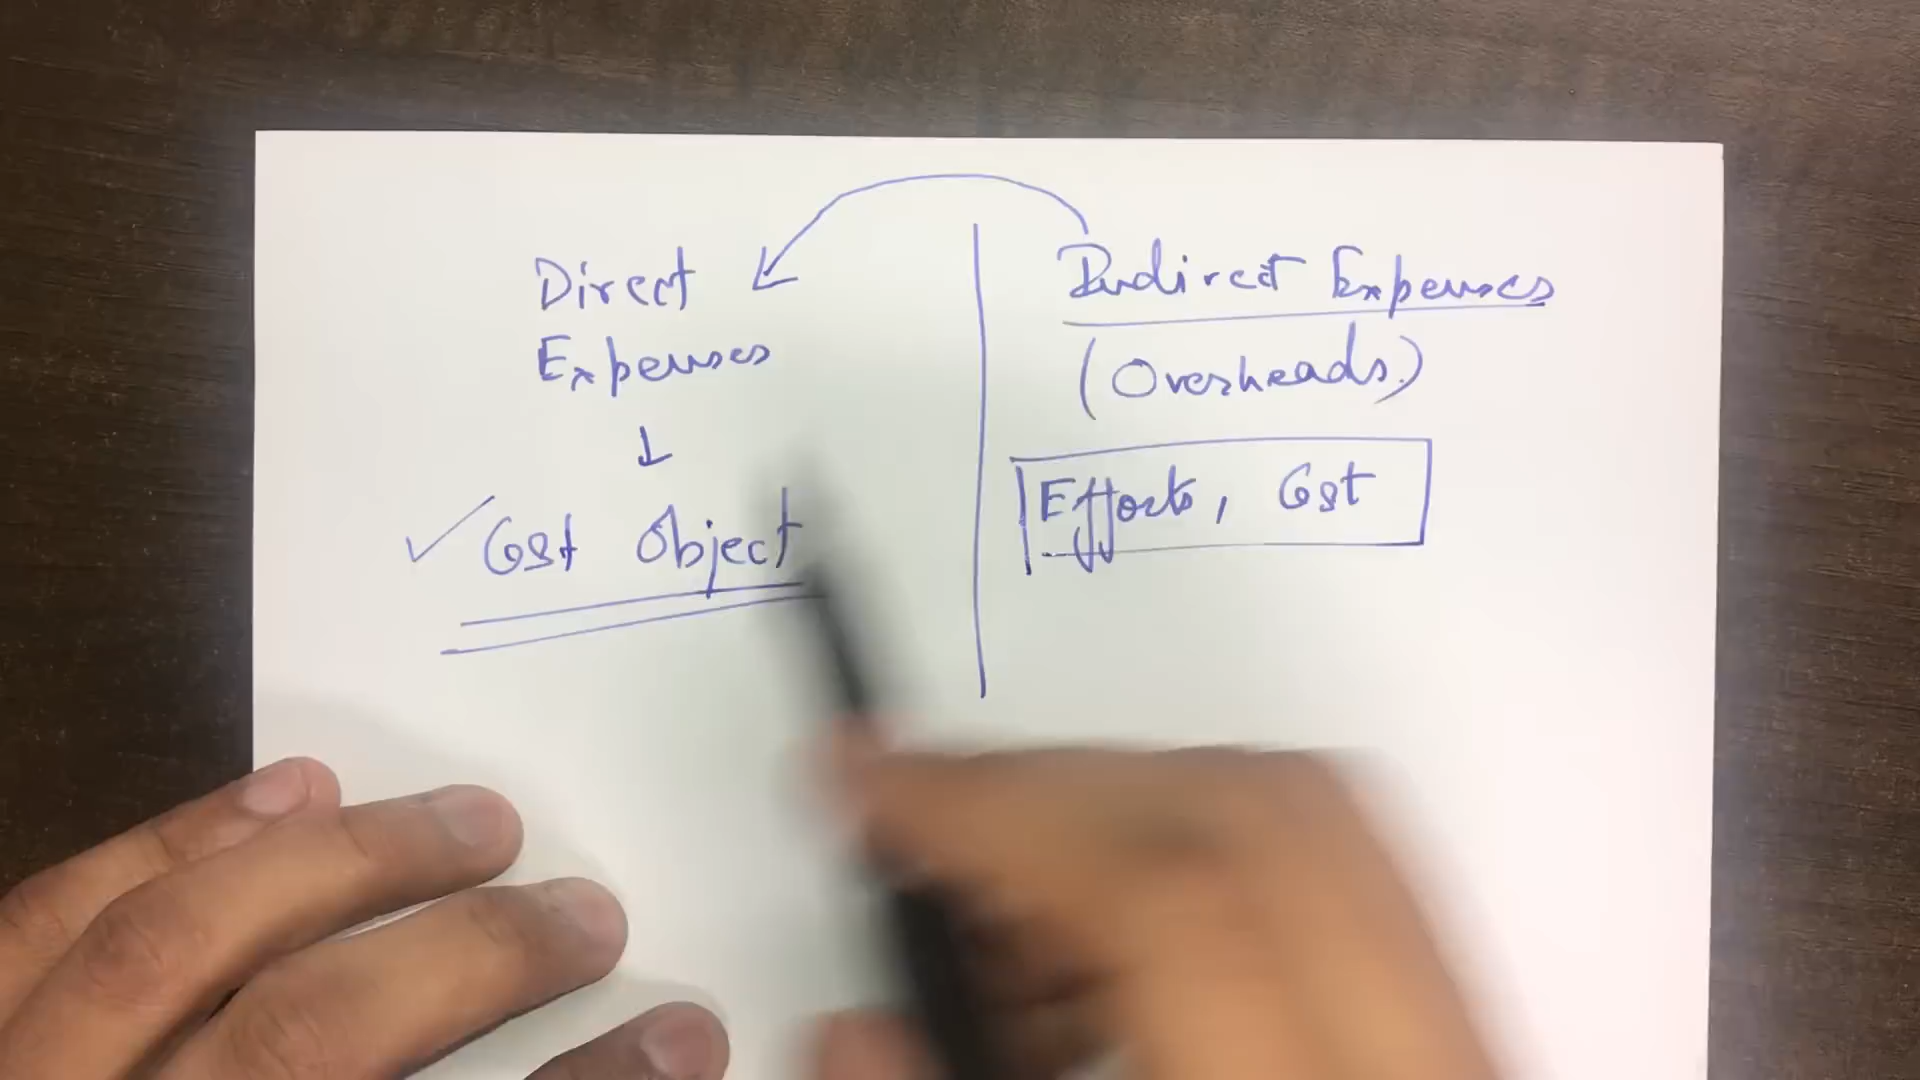 Direct
Expenses
↓
✓ Cost Object
Indirect Expenses
(Overheads)
Efforts, Cost